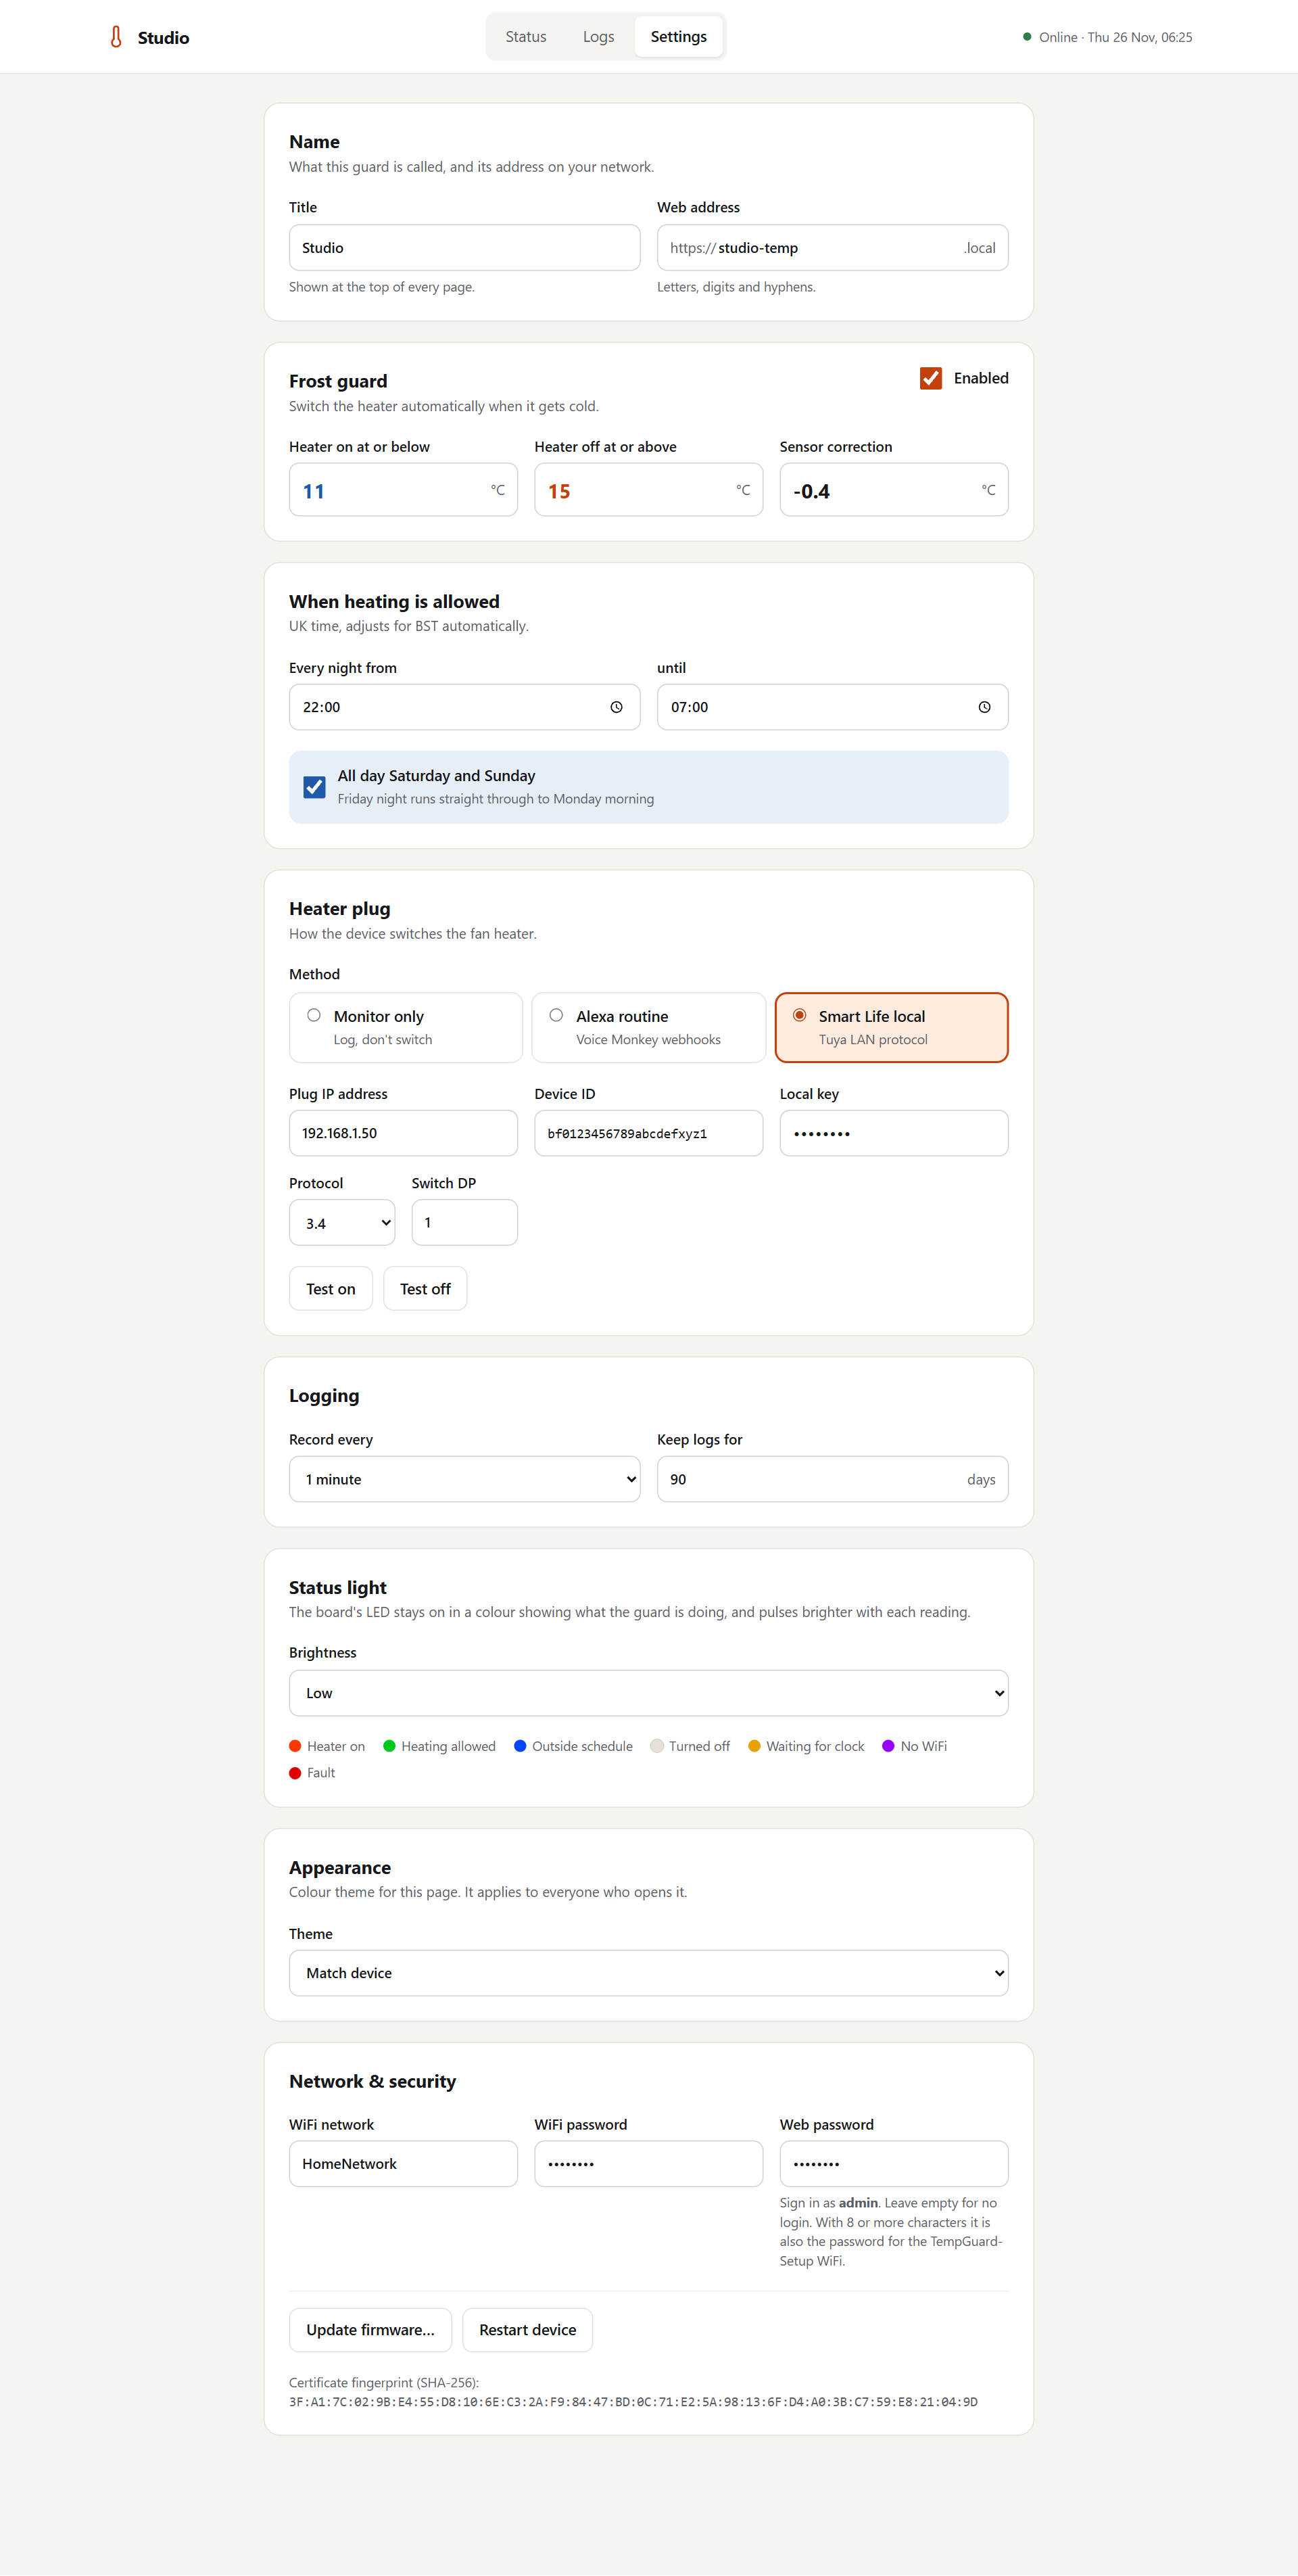 Studio
Status
Logs
Settings
Online · Thu 26 Nov, 06:25
Name
What this guard is called, and its address on your network.
Title
Web address
Studio
https://studio-temp .local
Shown at the top of every page.
Letters, digits and hyphens.
Frost guard
Enabled
Switch the heater automatically when it gets cold.
Heater on at or below
Heater off at or above
Sensor correction
11 °C
15 °C
-0.4 °C
When heating is allowed
UK time, adjusts for BST automatically.
Every night from
until
22:00
07:00
All day Saturday and Sunday
Friday night runs straight through to Monday morning
Heater plug
How the device switches the fan heater.
Method
Monitor only
Log, don't switch
Alexa routine
Voice Monkey webhooks
Smart Life local
Tuya LAN protocol
Plug IP address
Device ID
Local key
192.168.1.50
bf0123456789abcdefxyz1
••••••••
Protocol
Switch DP
3.4
1
Test on
Test off
Logging
Record every
Keep logs for
1 minute
90 days
Status light
The board's LED stays on in a colour showing what the guard is doing, and pulses brighter with each reading.
Brightness
Low
Heater on
Heating allowed
Outside schedule
Turned off
Waiting for clock
No WiFi
Fault
Appearance
Colour theme for this page. It applies to everyone who opens it.
Theme
Match device
Network & security
WiFi network
WiFi password
Web password
HomeNetwork
••••••••
••••••••
Sign in as admin. Leave empty for no
login. With 8 or more characters it is
also the password for the TempGuard-
Setup WiFi.
Update firmware...
Restart device
Certificate fingerprint (SHA-256):
3F:A1:7C:02:9B:E4:55:D8:10:6E:C3:2A:F9:84:47:BD:0C:71:E2:5A:98:13:6F:D4:A0:3B:C7:59:E8:21:04:9D